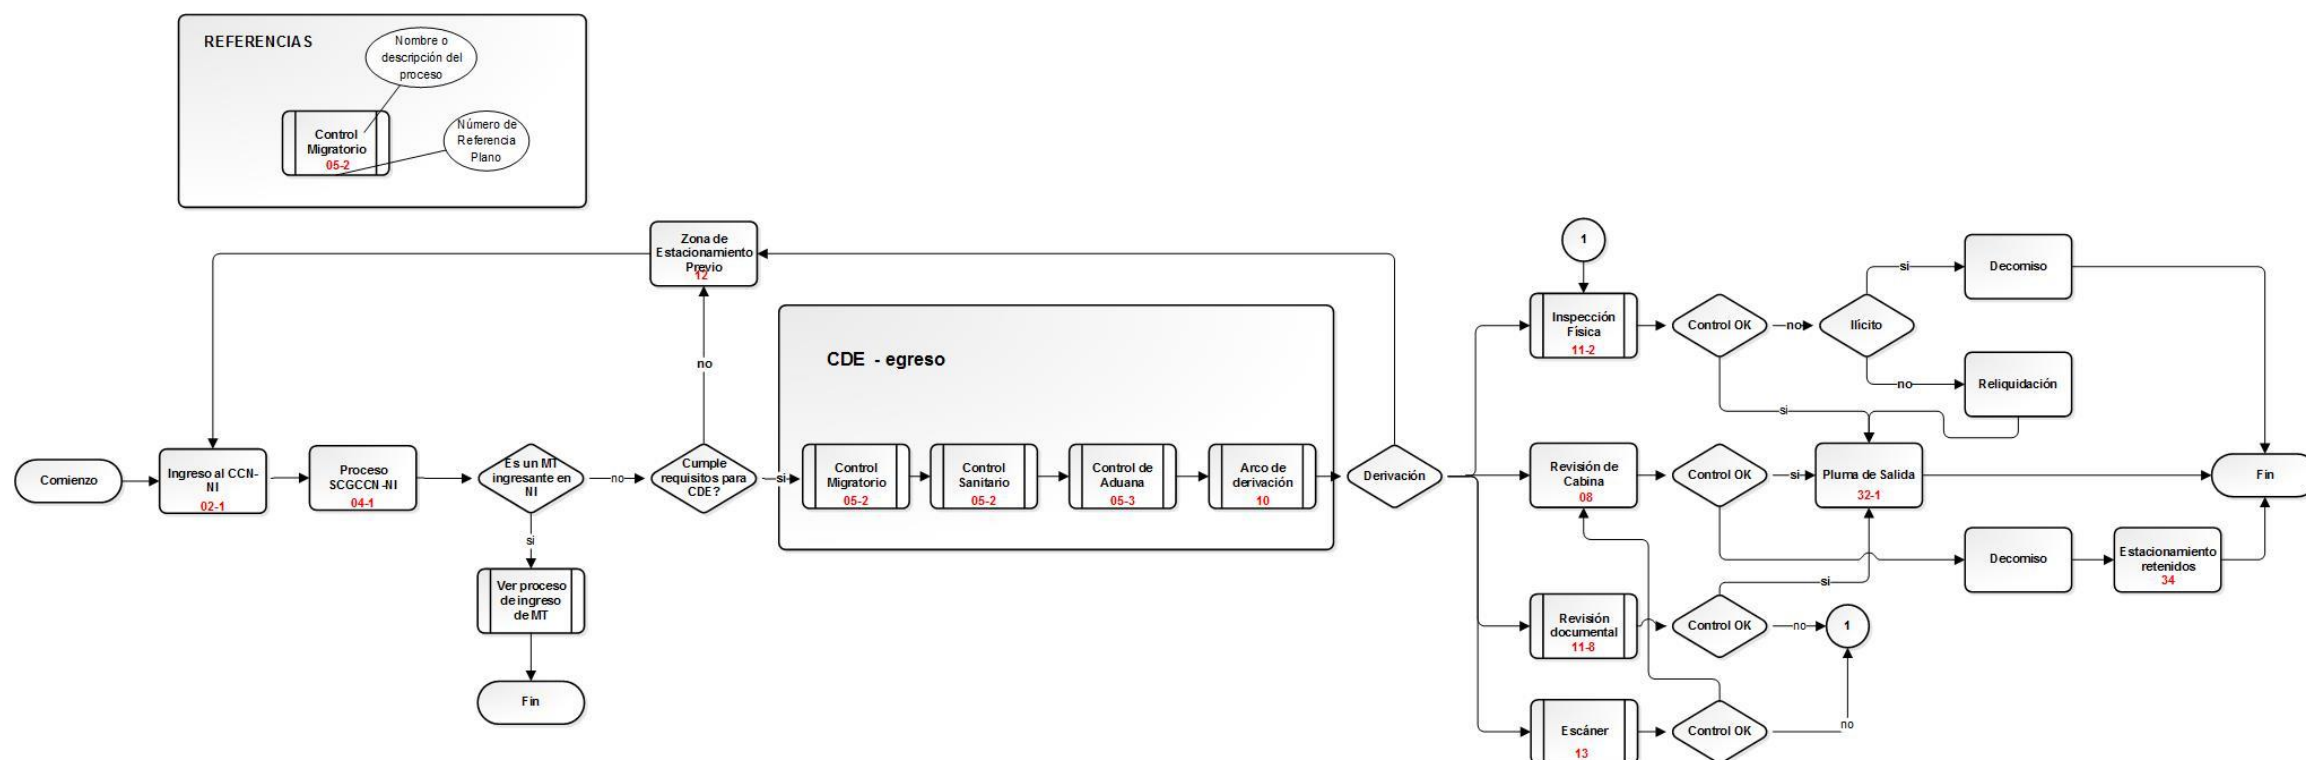 REFERENCIAS
Nombre o
descripción del
proceso
Control
Migratorio
05-2
Número de
Referencia
Plano
Zona de
Estacionamiento
Previo
12
CDE - egreso
Comienzo
Ingreso al CCN-
NI
02-1
Proceso
SCGCCN-NI
04-1
Es un MT
ingresante en
NI
no
si
Ver proceso
de ingreso
de MT
Fin
Cumple
requisitos para
CDE?
no
si
Control
Migratorio
05-2
Control
Sanitario
05-2
Control de
Aduana
05-3
Arco de
derivación
10
Derivación
1
Inspección
Física
11-2
Control OK
no
Ilícito
si
Decomiso
no
Reliquidación
si
Revisión de
Cabina
08
Control OK
si
Pluma de Salida
32-1
Fin
Decomiso
Estacionamiento
retenidos
34
Revisión
documental
11-8
Control OK
si
no
1
Escáner
13
Control OK
no